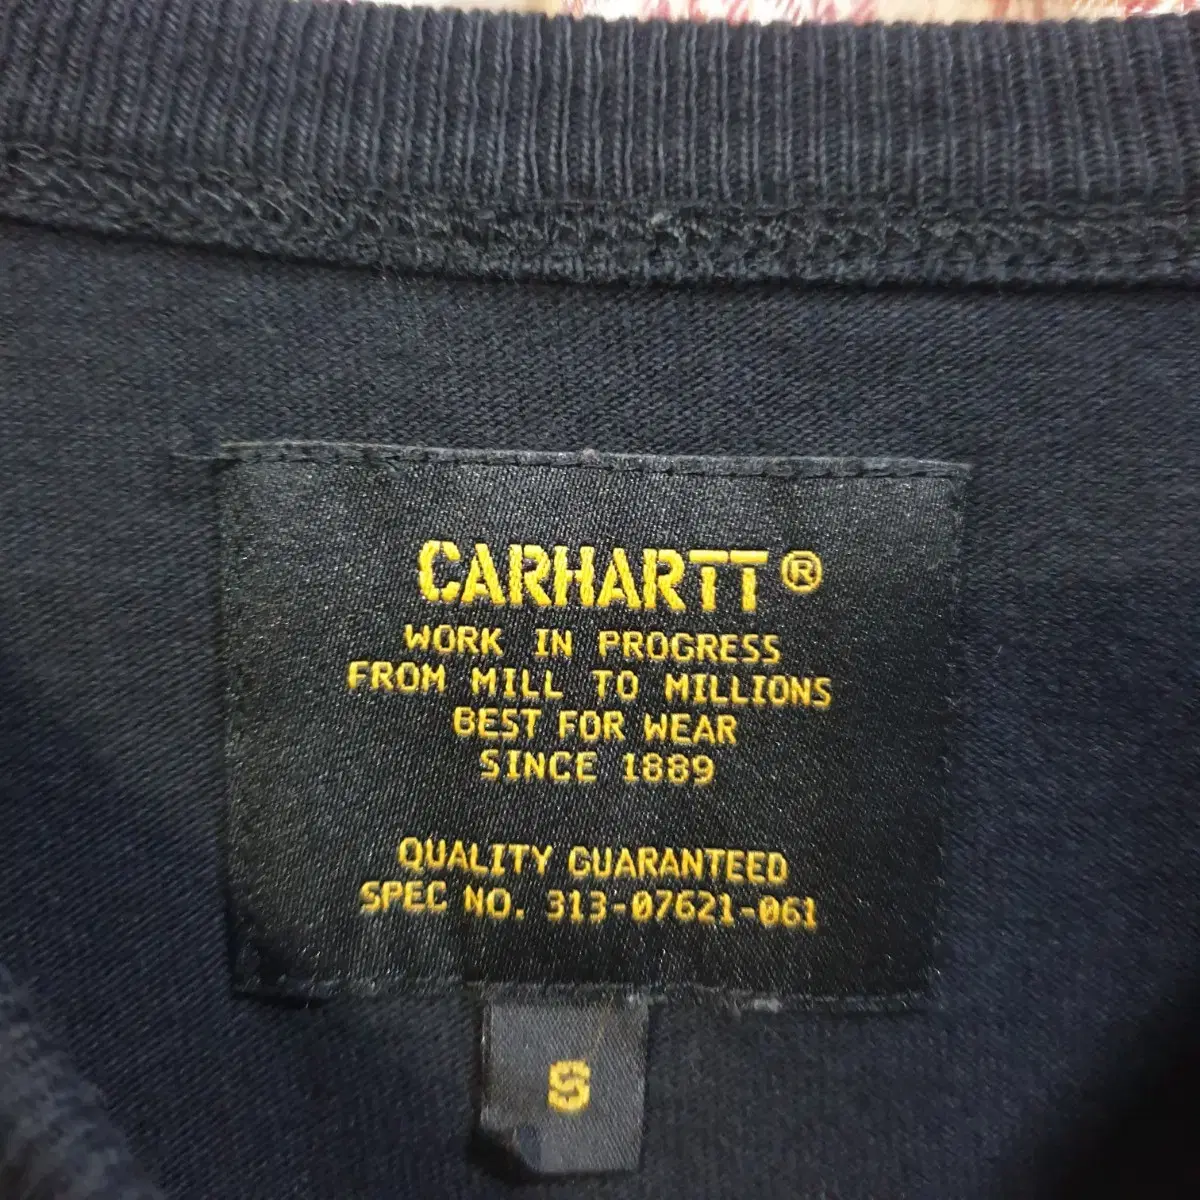 CARHARTT®
WORK IN PROGRESS
FROM MILL TO MILLIONS
BEST FOR WEAR
SINCE 1889
QUALITY GUARANTEED
SPEC NO. 313-07621-061
S